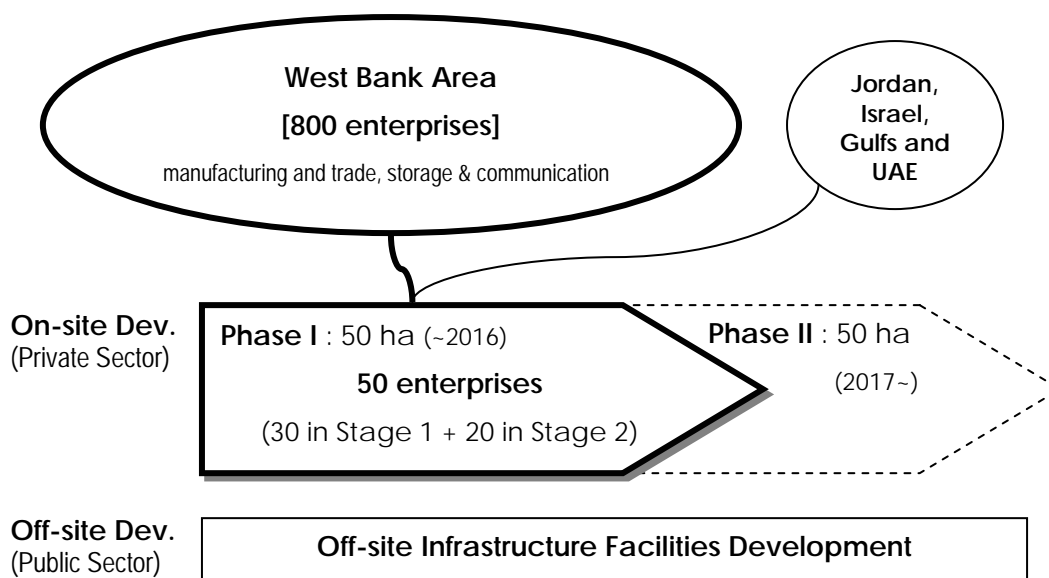 West Bank Area
[800 enterprises]
manufacturing and trade, storage & communication
Jordan,
Israel,
Gulfs and
UAE
On-site Dev.
(Private Sector)
Phase I : 50 ha (~2016)
50 enterprises
(30 in Stage 1 + 20 in Stage 2)
Phase II : 50 ha
(2017~)
Off-site Dev.
(Public Sector)
Off-site Infrastructure Facilities Development